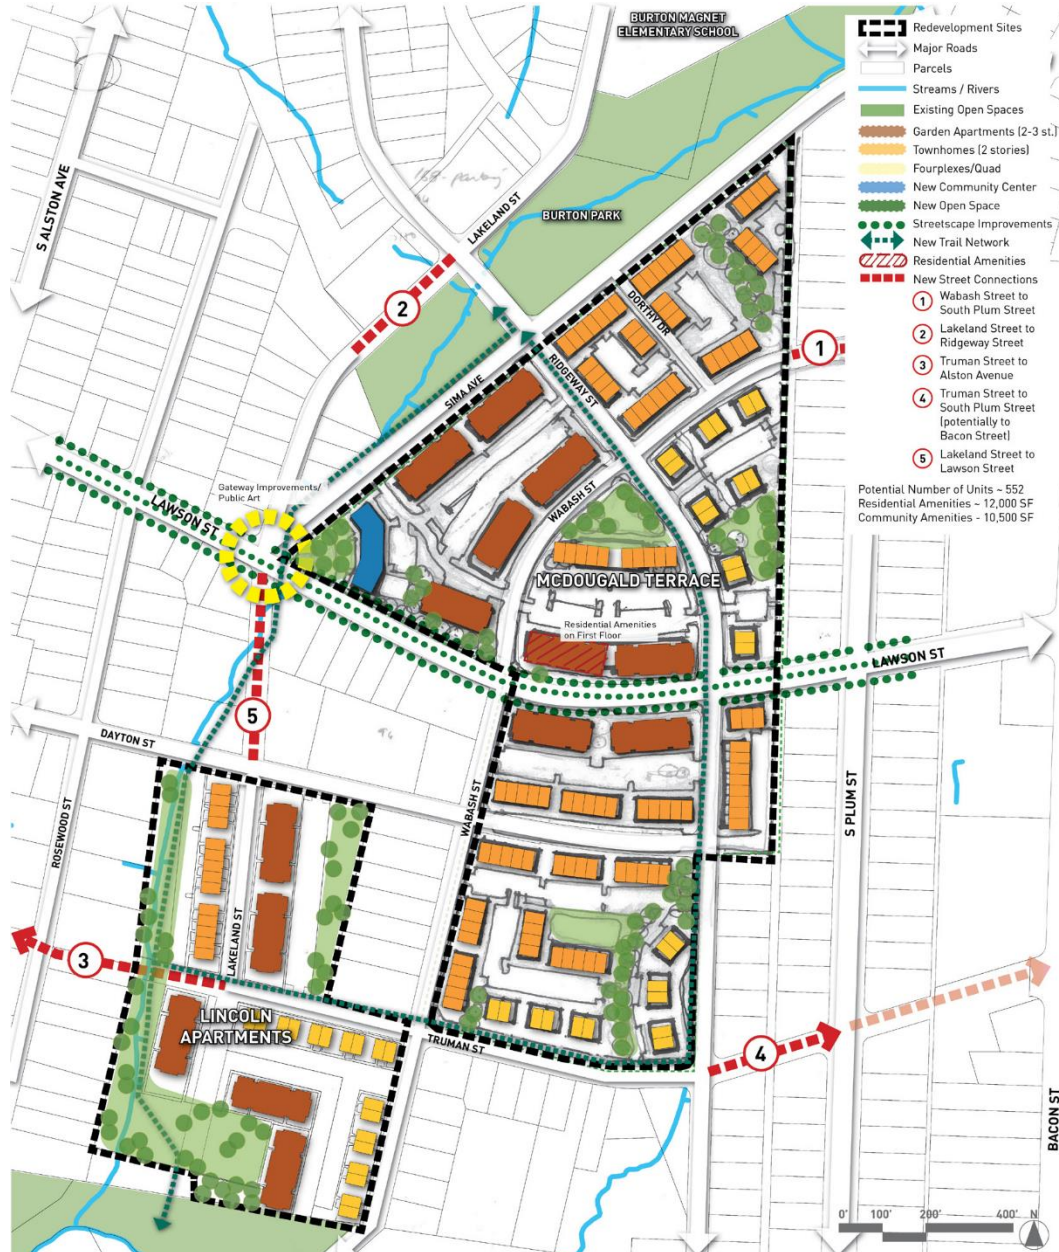 BURTON MAGNET
ELEMENTARY SCHOOL
Redevelopment Sites
Major Roads
Parcels
Streams / Rivers
Existing Open Spaces
Garden Apartments (2-3 st.)
Townhomes (2 stories)
Fourplexes/Quad
New Community Center
New Open Space
Streetscape Improvements
New Trail Network
Residential Amenities
New Street Connections
1 Wabash Street to
South Plum Street
2 Lakeland Street to
Ridgeway Street
3 Truman Street to
Alston Avenue
4 Truman Street to
South Plum Street
(potentially to
Bacon Street)
5 Lakeland Street to
Lawson Street
Potential Number of Units ~ 552
Residential Amenities ~ 12,000 SF
Community Amenities - 10,500 SF
S ALSTON AVE
LAKELAND ST
BURTON PARK
2
DORTHY DR
1
RIDGEWAY ST
SIMA AVE
Gateway Improvements/
Public Art
LAWSON ST
WABASH ST
MCDOUGALD TERRACE
Residential Amenities
on First Floor
LAWSON ST
5
DAYTON ST
WABASH ST
ROSEWOOD ST
S PLUM ST
LAKELAND ST
3
LINCOLN
APARTMENTS
TRUMAN ST
4
BACON ST
0' 100' 200' 400' N